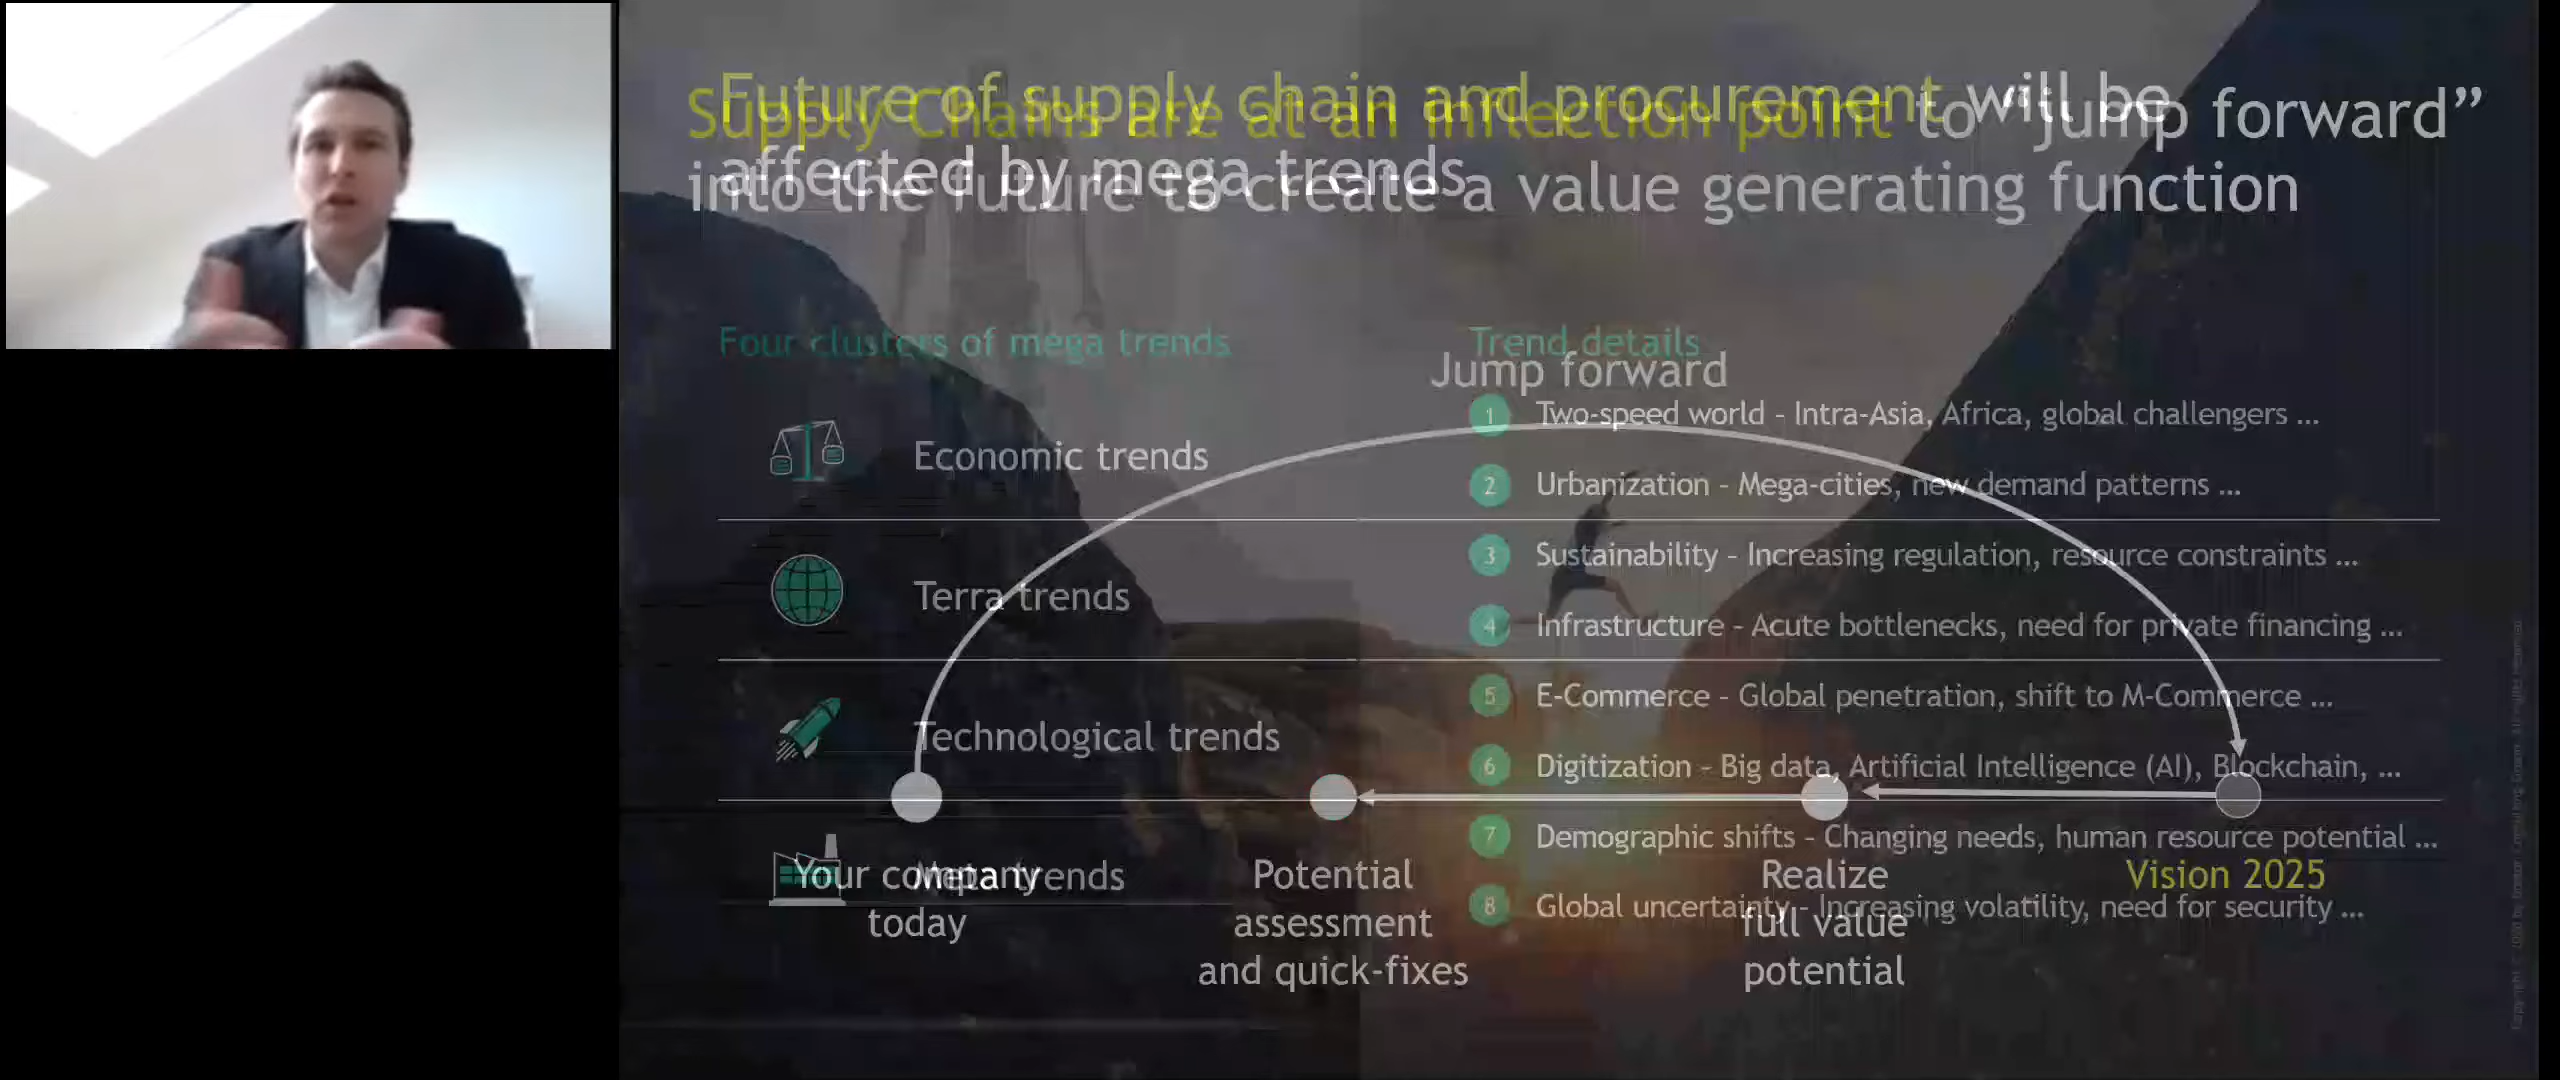 Future of supply chain and procurement will be
affected by mega trends
Supply Chains are at an inflection point to "jump forward"
into the future to create a value generating function
Four clusters of mega trends
Trend details
Jump forward
Economic trends
1 Two-speed world - Intra-Asia, Africa, global challengers ...
2 Urbanization - Mega-cities, new demand patterns ...
Terra trends
3 Sustainability - Increasing regulation, resource constraints ...
4 Infrastructure - Acute bottlenecks, need for private financing ...
Technological trends
5 E-Commerce - Global penetration, shift to M-Commerce ...
6 Digitization - Big data, Artificial Intelligence (AI), Blockchain, ...
Meta trends
7 Demographic shifts - Changing needs, human resource potential ...
8 Global uncertainty - Increasing volatility, need for security ...
Your company
today
Potential
assessment
and quick-fixes
Realize
full value
potential
Vision 2025